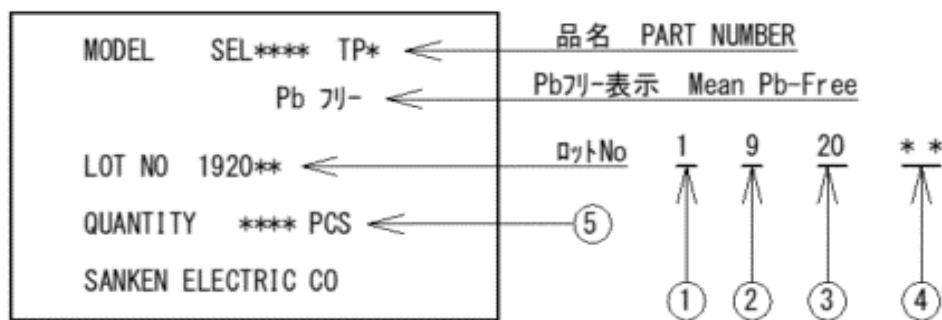 MODEL SEL**** TP*
品名 PART NUMBER
Pb フリー
Pbフリー表示 Mean Pb-Free
LOT NO 1920**
ロットNo 1 9 20 **
QUANTITY **** PCS
⑤
SANKEN ELECTRIC CO
① ② ③ ④